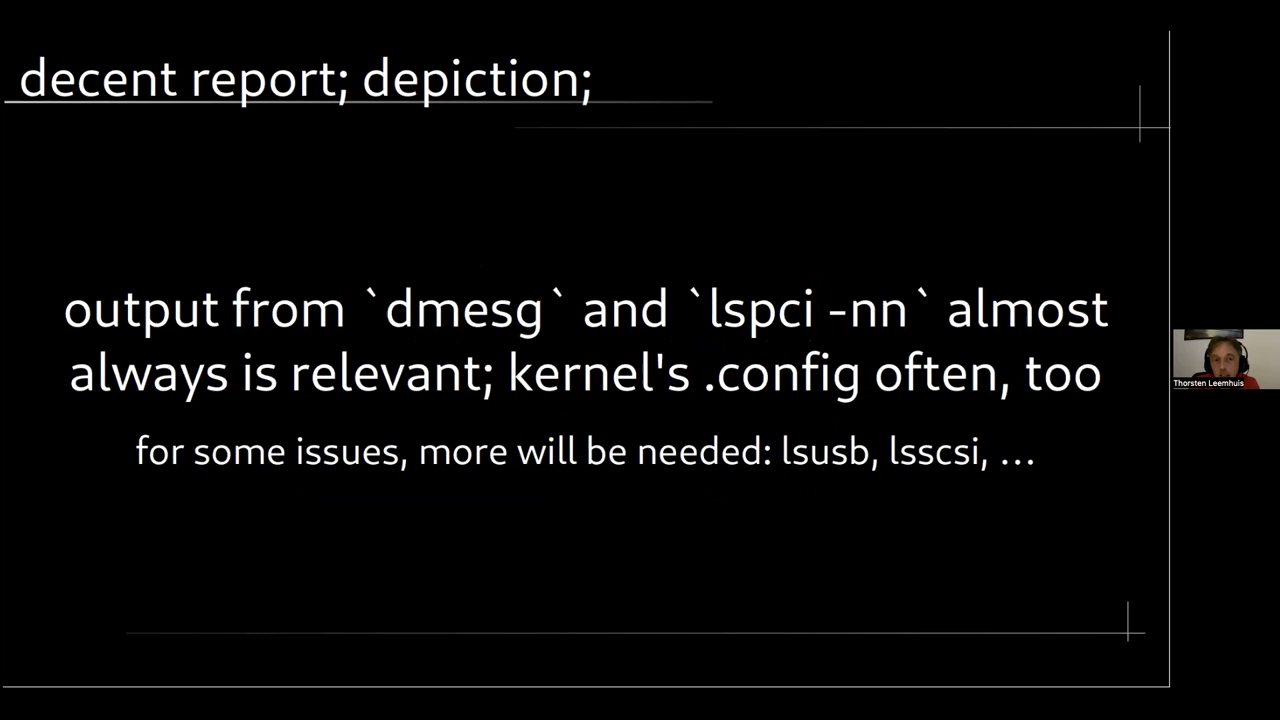 decent report; depiction;
output from `dmesg` and `lspci -nn` almost
always is relevant; kernel's .config often, too
for some issues, more will be needed: lsusb, lsscsi, …
Thorsten Leemhuis